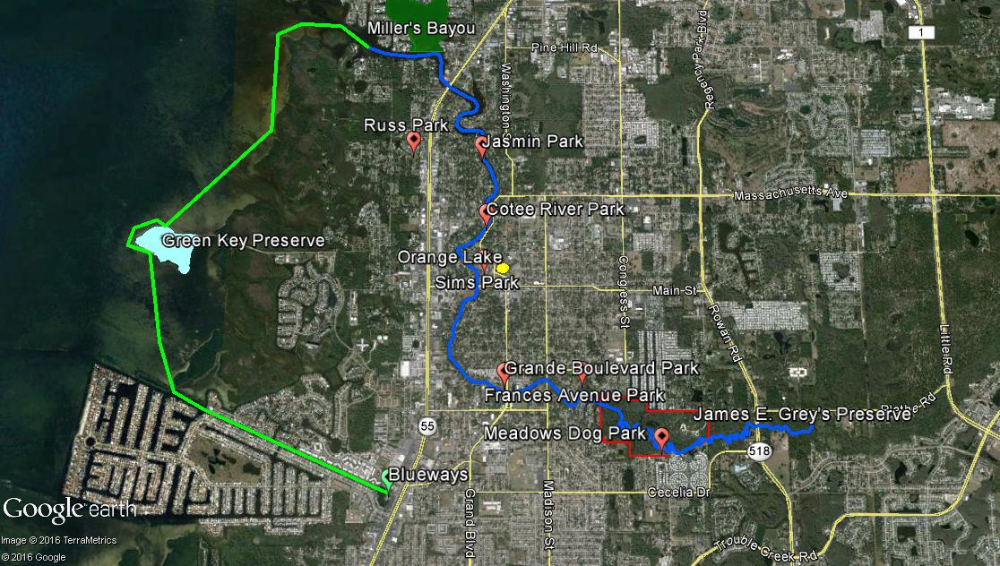 Miller's Bayou
Pine Hill Rd
Regency Park Blvd
1
Washington S
Russ Park
Jasmin Park
Massachusetts Ave
Cotee River Park
Green Key Preserve
Orange Lake
Sims Park
Congress St
Main St
Rowan Rd
Little Rd
Grande Boulevard Park
Frances Avenue Park
James E. Grey's Preserve
Meadows Dog Park
55
518
Blueways
Grand Blvd
Madison St
Cecelia Dr
Trouble Creek Rd
Google earth
Image © 2016 TerraMetrics
© 2016 Google